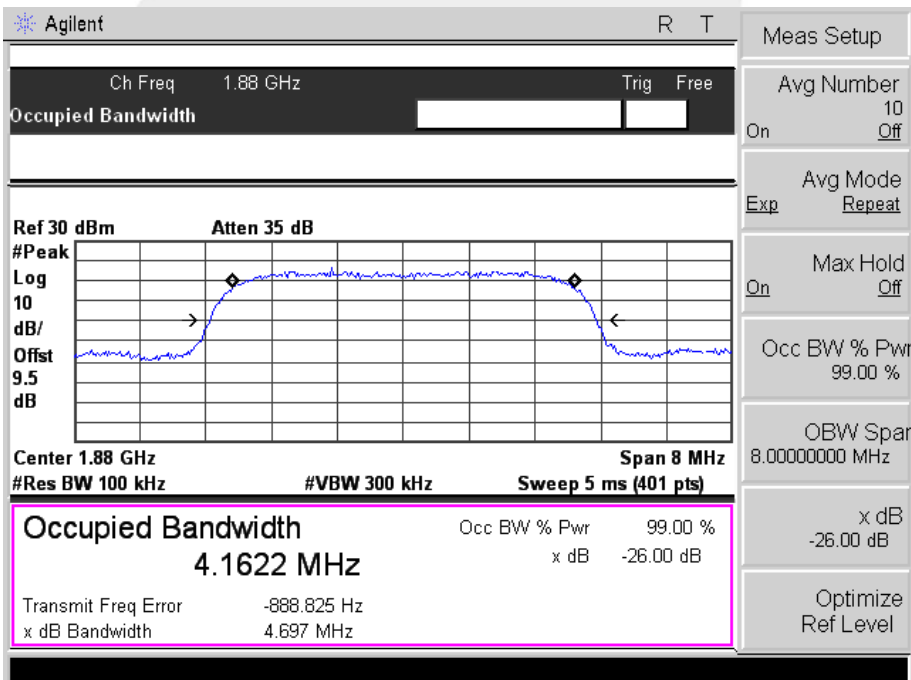 Agilent
R T
Ch Freq 1.88 GHz Trig Free
Occupied Bandwidth
Ref 30 dBm Atten 35 dB
#Peak
Log
10
dB/
Offst
9.5
dB
Center 1.88 GHz Span 8 MHz
#Res BW 100 kHz #VBW 300 kHz Sweep 5 ms (401 pts)
Occupied Bandwidth
4.1622 MHz
Occ BW % Pwr 99.00 %
x dB -26.00 dB
Transmit Freq Error -888.825 Hz
x dB Bandwidth 4.697 MHz
Meas Setup
Avg Number
10
On Off
Avg Mode
Exp Repeat
Max Hold
On Off
Occ BW % Pwr
99.00 %
OBW Span
8.00000000 MHz
x dB
-26.00 dB
Optimize
Ref Level